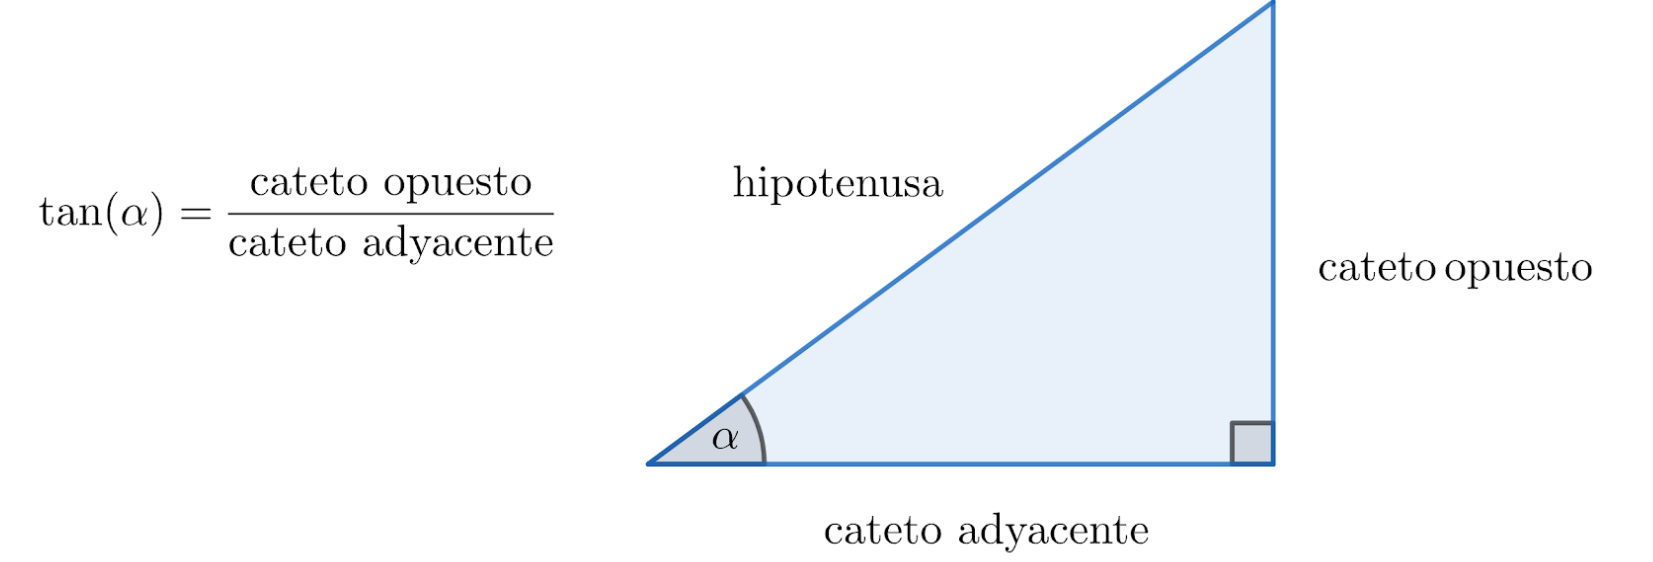 tan(α) = cateto opuesto / cateto adyacente
hipotenusa
cateto opuesto
α
cateto adyacente